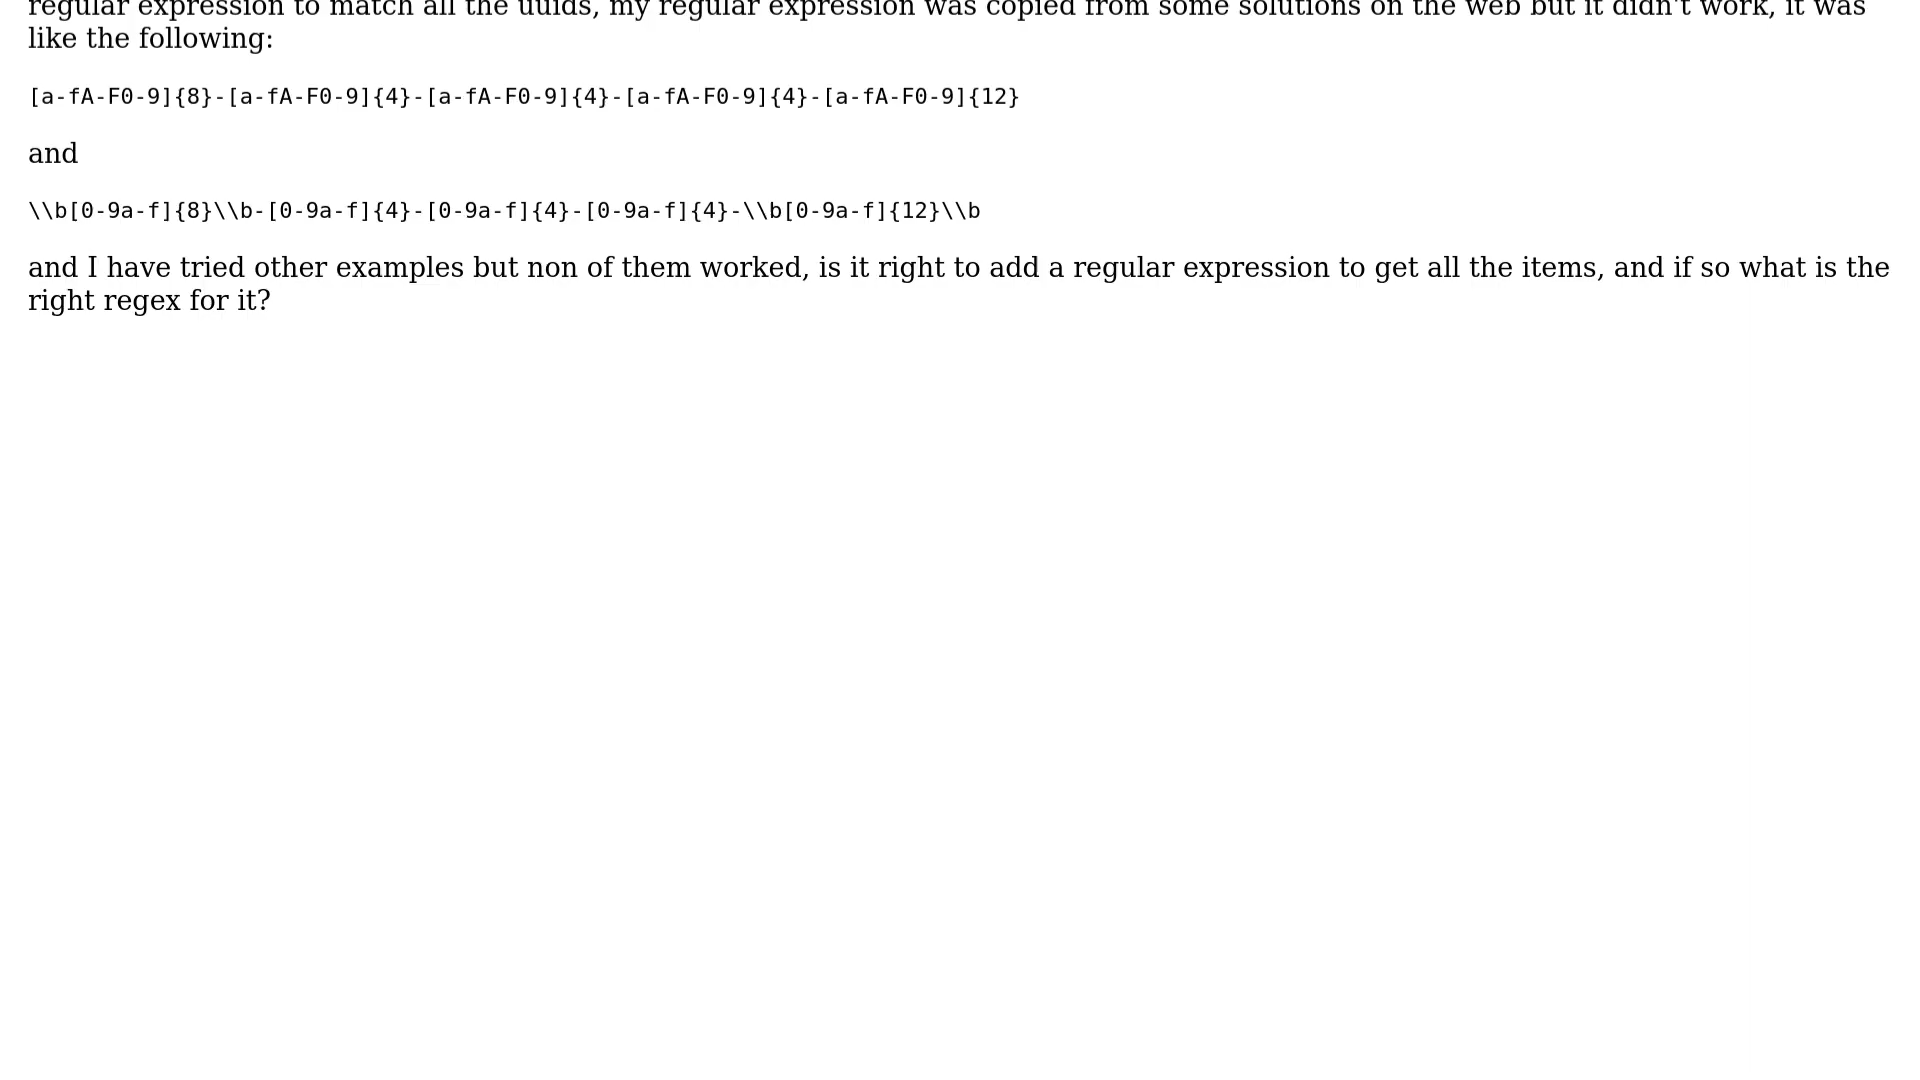 regular expression to match all the uuids, my regular expression was copied from some solutions on the web but it didn't work, it was
like the following:
[a-fA-F0-9]{8}-[a-fA-F0-9]{4}-[a-fA-F0-9]{4}-[a-fA-F0-9]{4}-[a-fA-F0-9]{12}
and
\\b[0-9a-f]{8}\\b-[0-9a-f]{4}-[0-9a-f]{4}-[0-9a-f]{4}-\\b[0-9a-f]{12}\\b
and I have tried other examples but non of them worked, is it right to add a regular expression to get all the items, and if so what is the
right regex for it?